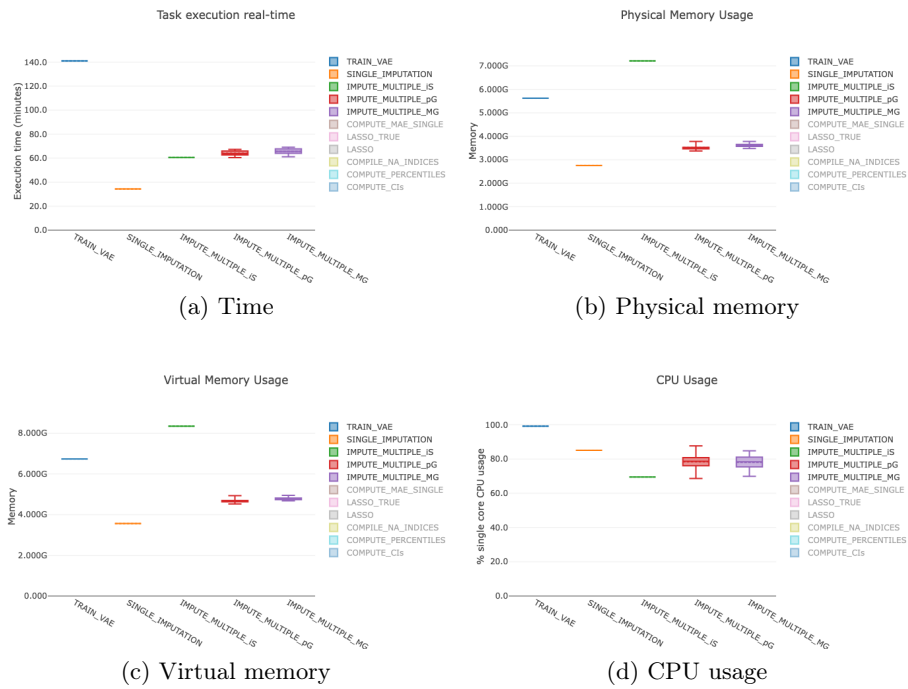 Task execution real-time
Execution time (minutes)
140.0
120.0
100.0
80.0
60.0
40.0
20.0
0.0
TRAIN_VAE
SINGLE_IMPUTATION
IMPUTE_MULTIPLE_iS
IMPUTE_MULTIPLE_pG
IMPUTE_MULTIPLE_MG
TRAIN_VAE
SINGLE_IMPUTATION
IMPUTE_MULTIPLE_iS
IMPUTE_MULTIPLE_pG
IMPUTE_MULTIPLE_MG
COMPUTE_MAE_SINGLE
LASSO_TRUE
LASSO
COMPILE_NA_INDICES
COMPUTE_PERCENTILES
COMPUTE_CIs
(a) Time
Physical Memory Usage
Memory
7.000G
6.000G
5.000G
4.000G
3.000G
2.000G
1.000G
0.000
TRAIN_VAE
SINGLE_IMPUTATION
IMPUTE_MULTIPLE_iS
IMPUTE_MULTIPLE_pG
IMPUTE_MULTIPLE_MG
TRAIN_VAE
SINGLE_IMPUTATION
IMPUTE_MULTIPLE_iS
IMPUTE_MULTIPLE_pG
IMPUTE_MULTIPLE_MG
COMPUTE_MAE_SINGLE
LASSO_TRUE
LASSO
COMPILE_NA_INDICES
COMPUTE_PERCENTILES
COMPUTE_CIs
(b) Physical memory
Virtual Memory Usage
Memory
8.000G
6.000G
4.000G
2.000G
0.000
TRAIN_VAE
SINGLE_IMPUTATION
IMPUTE_MULTIPLE_iS
IMPUTE_MULTIPLE_pG
IMPUTE_MULTIPLE_MG
TRAIN_VAE
SINGLE_IMPUTATION
IMPUTE_MULTIPLE_iS
IMPUTE_MULTIPLE_pG
IMPUTE_MULTIPLE_MG
COMPUTE_MAE_SINGLE
LASSO_TRUE
LASSO
COMPILE_NA_INDICES
COMPUTE_PERCENTILES
COMPUTE_CIs
(c) Virtual memory
CPU Usage
% single core CPU usage
100.0
80.0
60.0
40.0
20.0
0.0
TRAIN_VAE
SINGLE_IMPUTATION
IMPUTE_MULTIPLE_iS
IMPUTE_MULTIPLE_pG
IMPUTE_MULTIPLE_MG
TRAIN_VAE
SINGLE_IMPUTATION
IMPUTE_MULTIPLE_iS
IMPUTE_MULTIPLE_pG
IMPUTE_MULTIPLE_MG
COMPUTE_MAE_SINGLE
LASSO_TRUE
LASSO
COMPILE_NA_INDICES
COMPUTE_PERCENTILES
COMPUTE_CIs
(d) CPU usage